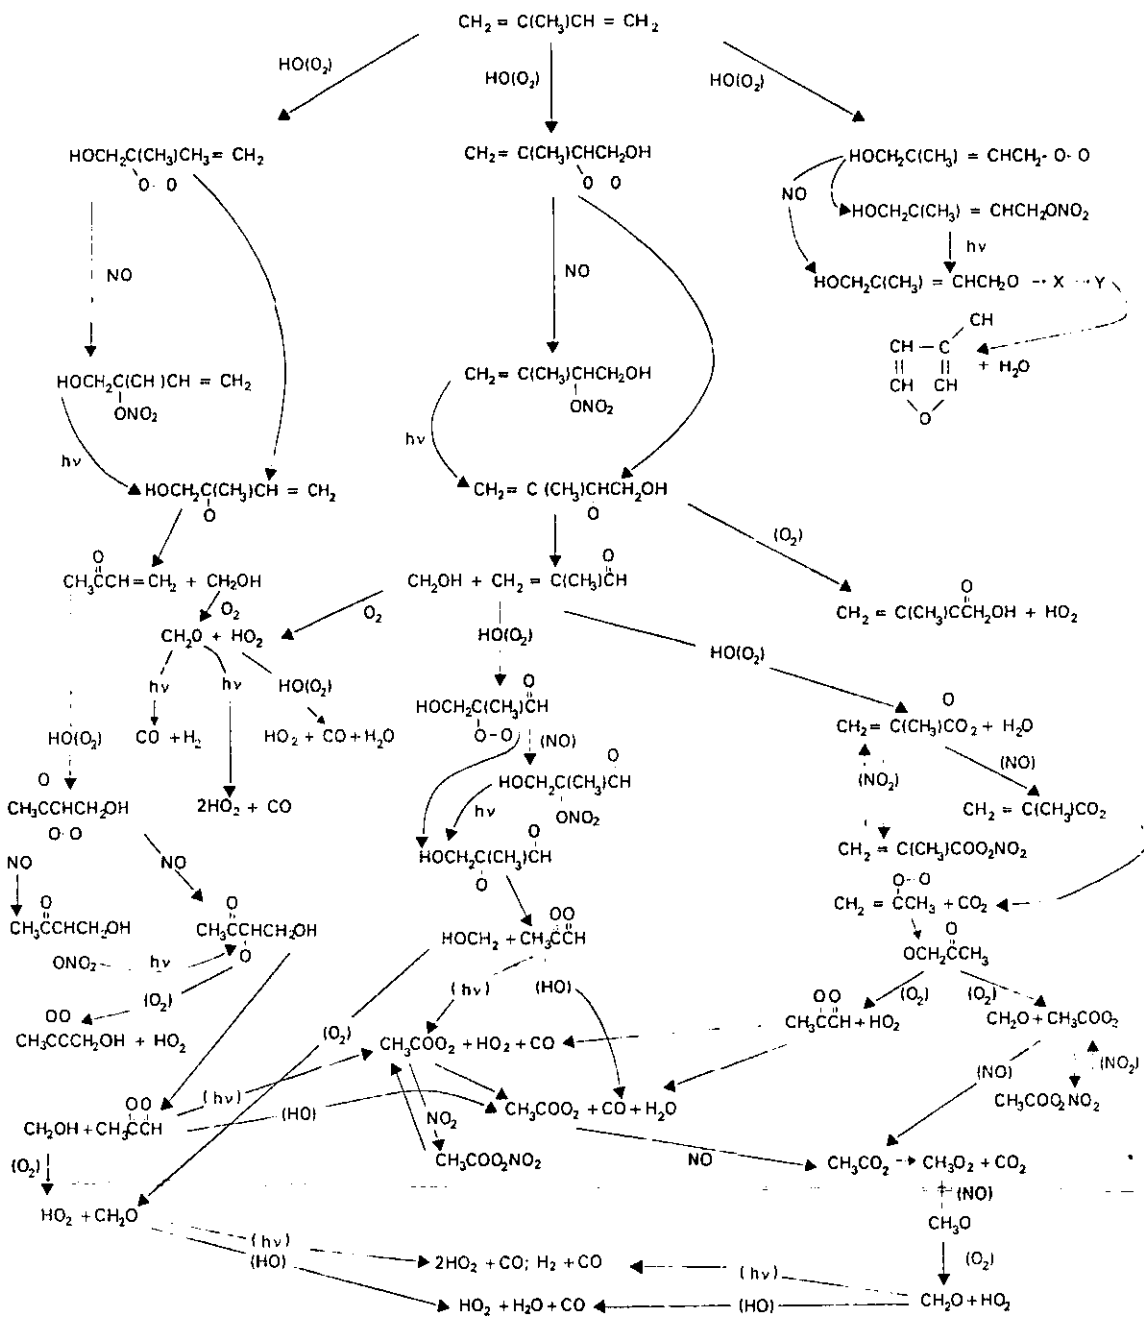 CH₂ = C(CH₃)CH = CH₂
HO(O₂) HO(O₂) HO(O₂)
HOCH₂C(CH₃)CH₃ = CH₂ CH₂ = C(CH₃)CHCH₂OH HOCH₂C(CH₃) = CHCH₂- O· O
O· O O O
NO HOCH₂C(CH₃) = CHCH₂ONO₂
hν
NO NO HOCH₂C(CH₃) = CHCH₂O → X → Y
CH
CH — C
+ H₂O
CH CH
O
HOCH₂C(CH )CH = CH₂ CH₂ = C(CH₃)CHCH₂OH
ONO₂ ONO₂
hν hν
HOCH₂C(CH₃)CH = CH₂ CH₂ = C (CH₃)CHCH₂OH
O O
(O₂)
O O
CH₃CCH=CH₂ + CH₂OH CH₂OH + CH₂ = C(CH₃)CH
O
O₂ O₂ CH₂ = C(CH₃)CCH₂OH + HO₂
CH₂O + HO₂ HO(O₂) HO(O₂)
hν hν HO(O₂)
O O
HOCH₂C(CH₃)CH CH₂ = C(CH₃)CO₂ + H₂O
HO(O₂) CO + H₂ HO₂ + CO + H₂O O-O (NO) (NO)
(NO₂)
O O
HOCH₂C(CH₃)CH
CH₃CCHCH₂OH 2HO₂ + CO hν ONO₂ CH₂ = C(CH₃)CO₂
O·O
O
NO NO HOCH₂C(CH₃)CH CH₂ = C(CH₃)COO₂NO₂
O
O O O-O
CH₃CCHCH₂OH CH₃CCHCH₂OH CH₂ = CCH₃ + CO₂
OO
HOCH₂ + CH₃CCH O
ONO₂ hν O OCH₂CCH₃
(O₂) (hν) (HO) (O₂) (O₂)
OO OO
CH₃CCCH₂OH + HO₂ (O₂) CH₃CCH + HO₂ CH₂O + CH₃COO₂
CH₃COO₂ + HO₂ + CO
(NO) (NO₂)
OO (hν)
CH₂OH + CH₃CCH (HO) NO₂ CH₃COO₂ + CO + H₂O CH₃COO₂NO₂
(O₂) CH₃COO₂NO₂ NO CH₃CO₂ → CH₃O₂ + CO₂
HO₂ + CH₂O (NO)
CH₃O
(hν)
(HO) 2HO₂ + CO; H₂ + CO (hν) (O₂)
HO₂ + H₂O + CO (HO) CH₂O + HO₂